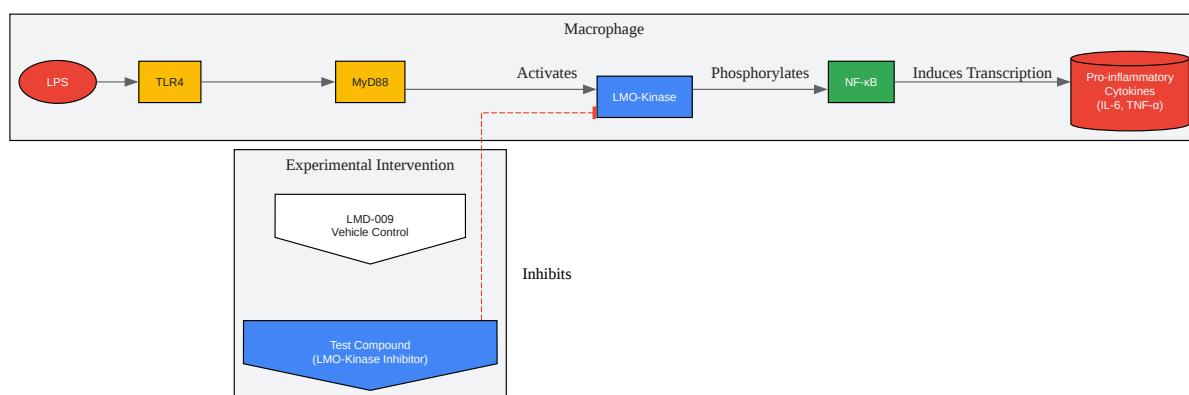 Macrophage
LPS
TLR4
MyD88
Activates
LMO-Kinase
Phosphorylates
NF-κB
Induces Transcription
Pro-inflammatory
Cytokines
(IL-6, TNF-α)
Experimental Intervention
LMD-009
Vehicle Control
Inhibits
Test Compound
(LMO-Kinase Inhibitor)